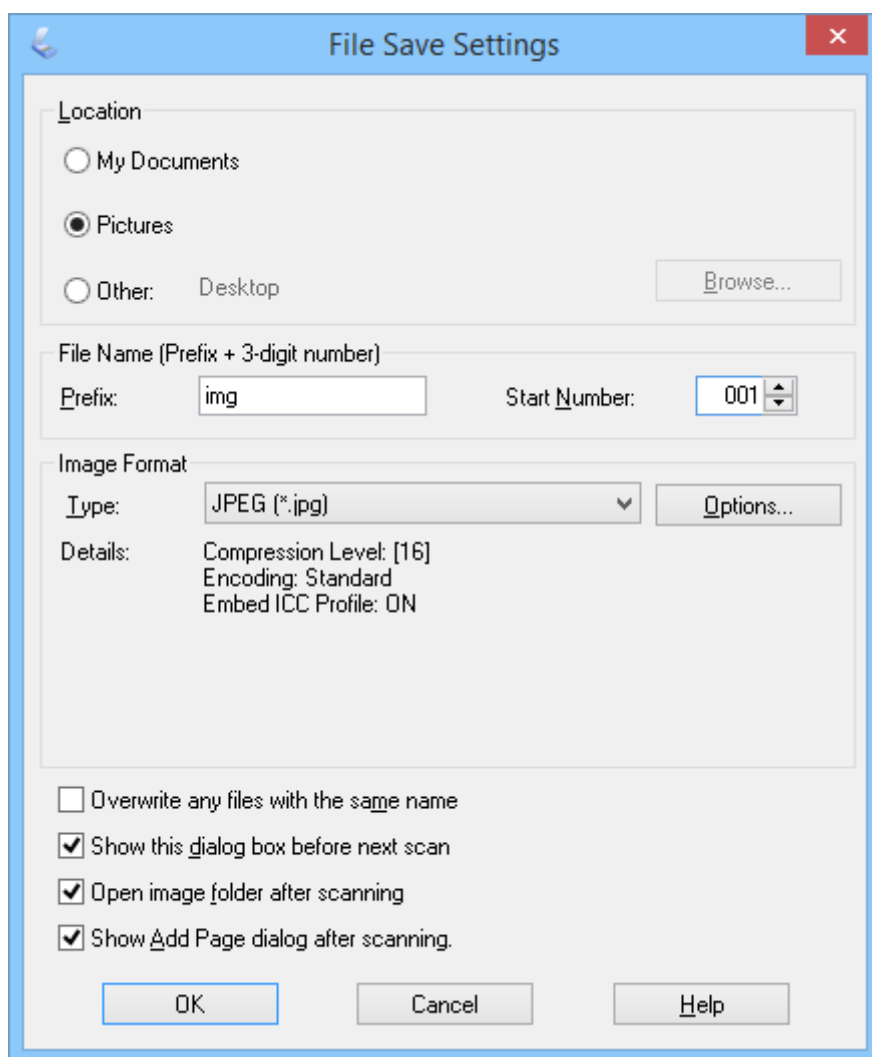 File Save Settings
Location
My Documents
Pictures
Other: Desktop Browse...
File Name (Prefix + 3-digit number)
Prefix: img Start Number: 001
Image Format
Type: JPEG (*.jpg) Options...
Details: Compression Level: [16]
Encoding: Standard
Embed ICC Profile: ON
Overwrite any files with the same name
Show this dialog box before next scan
Open image folder after scanning
Show Add Page dialog after scanning.
OK Cancel Help